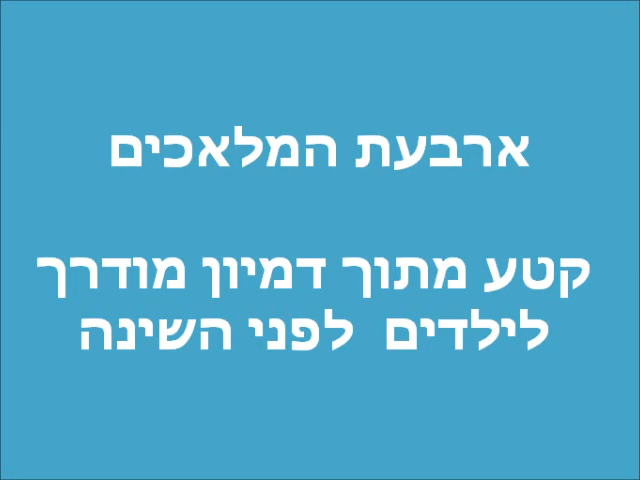 ארבעת המלאכים
קטע מתוך דמיון מודרך
לילדים  לפני השינה